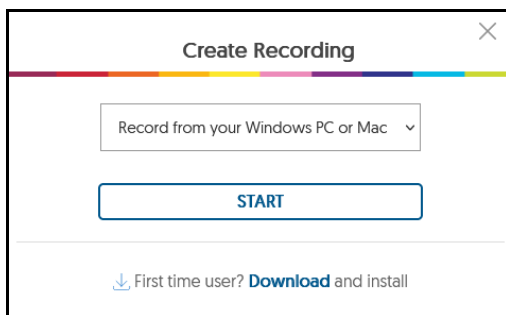 Create Recording
Record from your Windows PC or Mac
START
First time user? Download and install